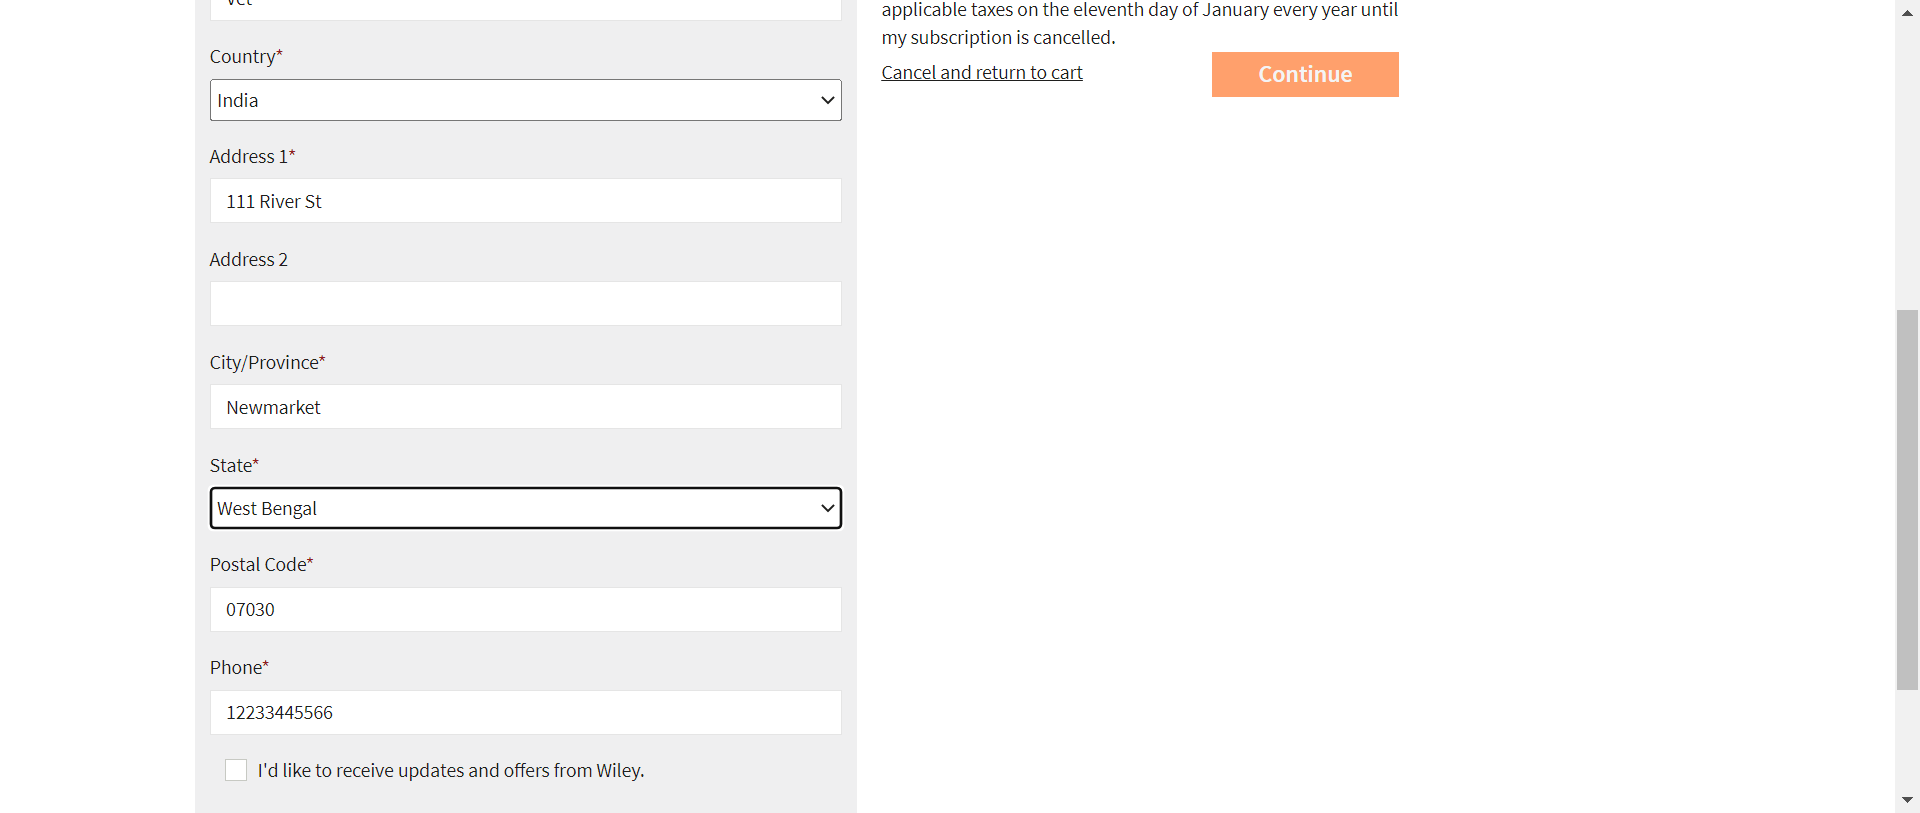 Country*
India
Address 1*
111 River St
Address 2
City/Province*
Newmarket
State*
West Bengal
Postal Code*
07030
Phone*
12233445566
I'd like to receive updates and offers from Wiley.
applicable taxes on the eleventh day of January every year until
my subscription is cancelled.
Cancel and return to cart
Continue